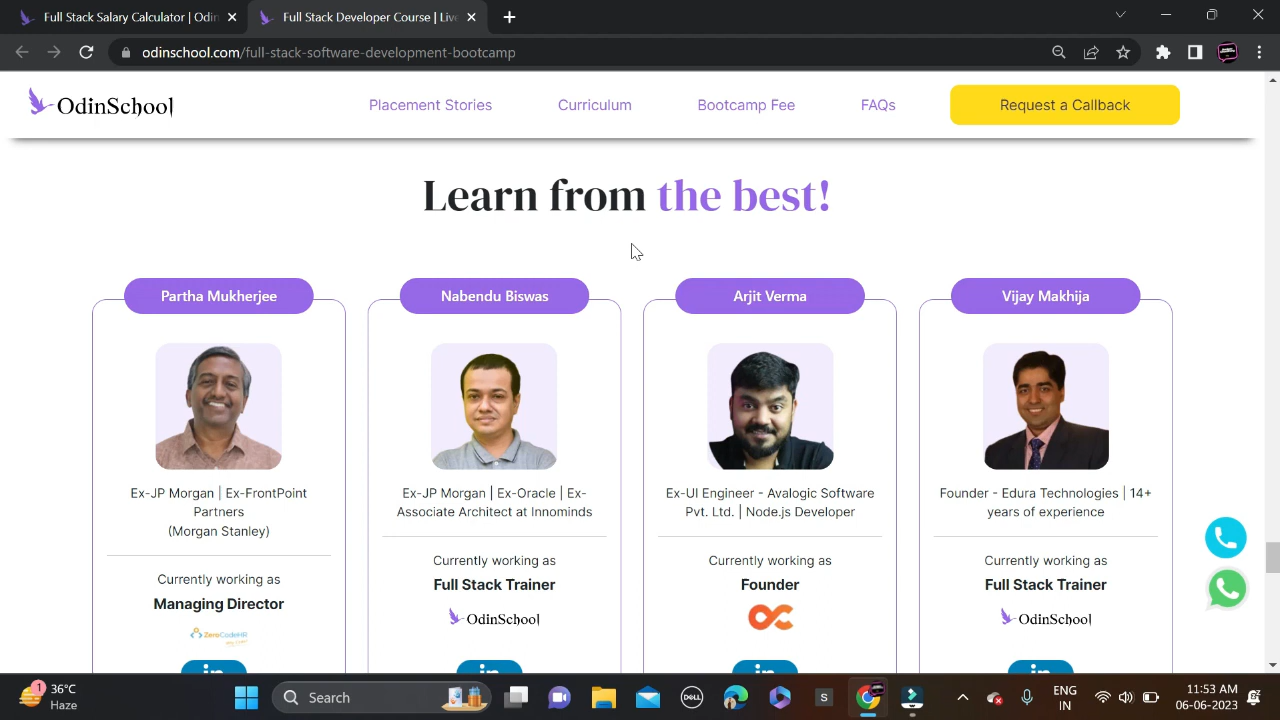 Full Stack Salary Calculator | Odin
Full Stack Developer Course | Live
odinschool.com/full-stack-software-development-bootcamp
OdinSchool
Placement Stories
Curriculum
Bootcamp Fee
FAQs
Request a Callback
Learn from the best!
Partha Mukherjee
Ex-JP Morgan | Ex-FrontPoint
Partners
(Morgan Stanley)
Currently working as
Managing Director
ZeroCodeHR
Nabendu Biswas
Ex-JP Morgan | Ex-Oracle | Ex-
Associate Architect at Innominds
Currently working as
Full Stack Trainer
OdinSchool
Arjit Verma
Ex-UI Engineer - Avalogic Software
Pvt. Ltd. | Node.js Developer
Currently working as
Founder
Vijay Makhija
Founder - Edura Technologies | 14+
years of experience
Currently working as
Full Stack Trainer
OdinSchool
1
36°C
Haze
Search
DELL
S
ENG
IN
11:53 AM
06-06-2023